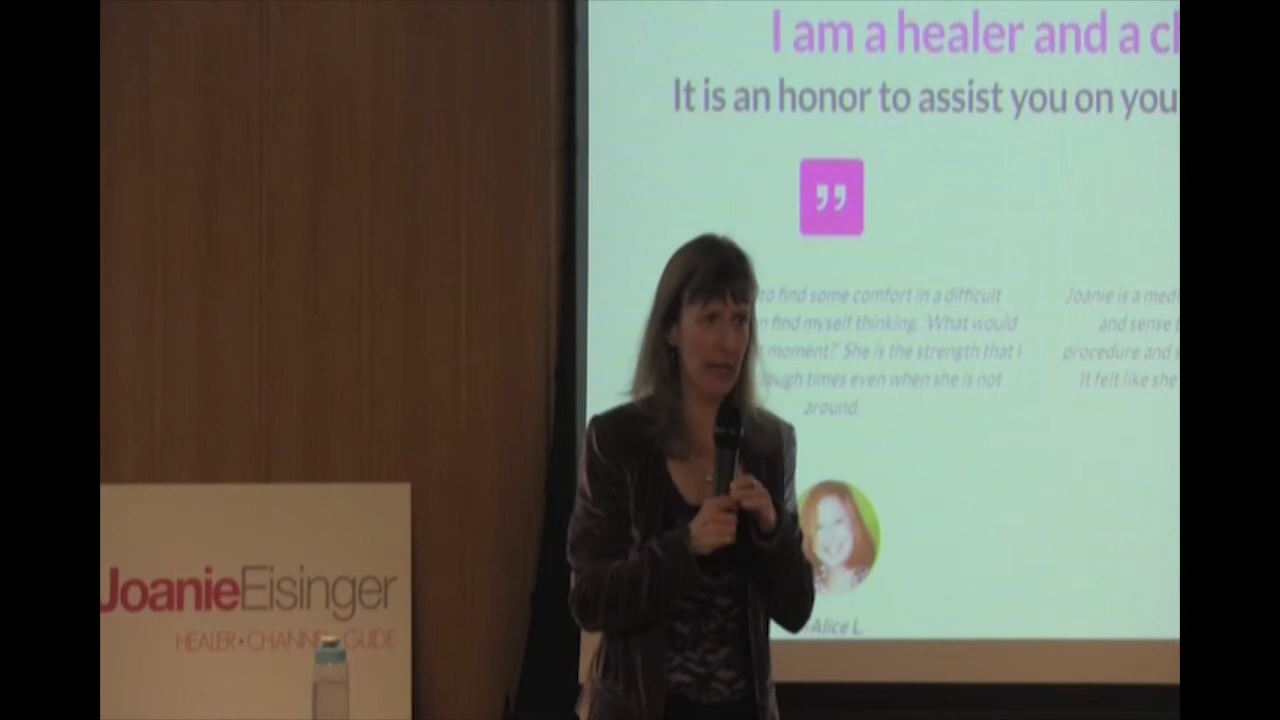 I am a healer and a ch
It is an honor to assist you on you
to find some comfort in a difficult
find myself thinking, 'What would
moment?' She is the strength that I
times even when she is not
around.
Alice L.
Joanie is a med
and sense
procedure and
It felt like she
JoanieEisinger
HEALER • CHANNEL GUIDE